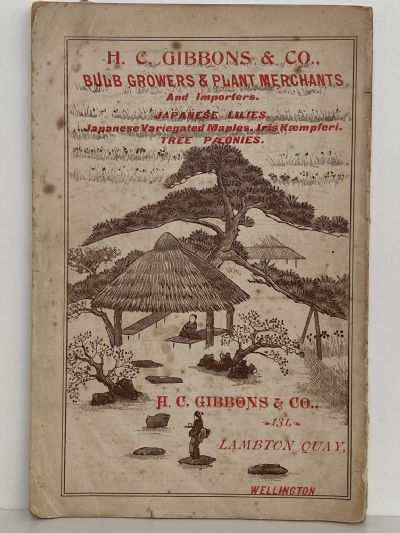 H. C. GIBBONS & CO.,
BULB GROWERS & PLANT MERCHANTS
And Importers.
JAPANESE LILIES,
Japanese Variegated Maples, Iris Kæmpferi.
TREE PÆONIES.
H. C. GIBBONS & CO.,
131,
LAMBTON QUAY,
WELLINGTON